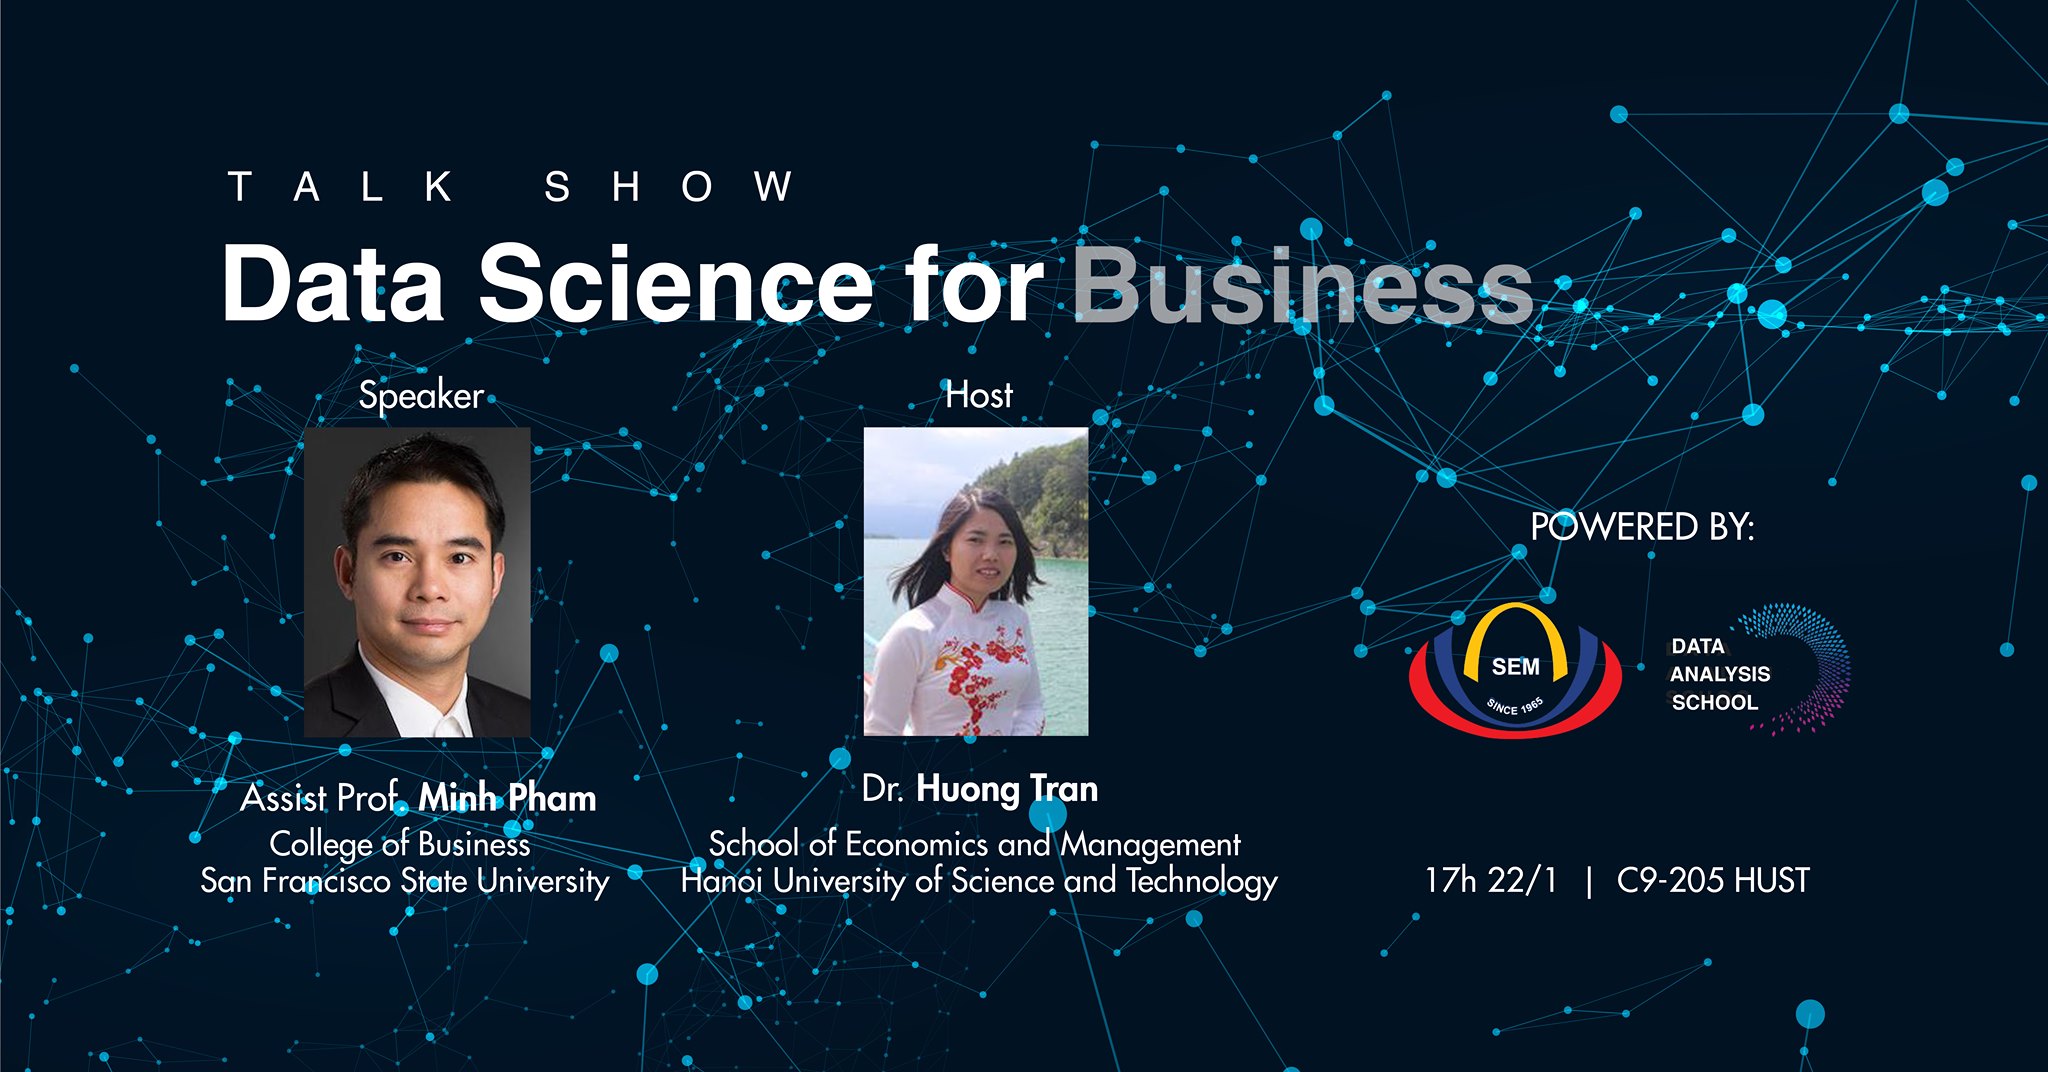 TALK SHOW
Data Science for Business
Speaker
Assist Prof. Minh Pham
College of Business
San Francisco State University
Host
Dr. Huong Tran
School of Economics and Management
Hanoi University of Science and Technology
POWERED BY:
SEM
SINCE 1965
DATA
ANALYSIS
SCHOOL
17h 22/1 | C9-205 HUST